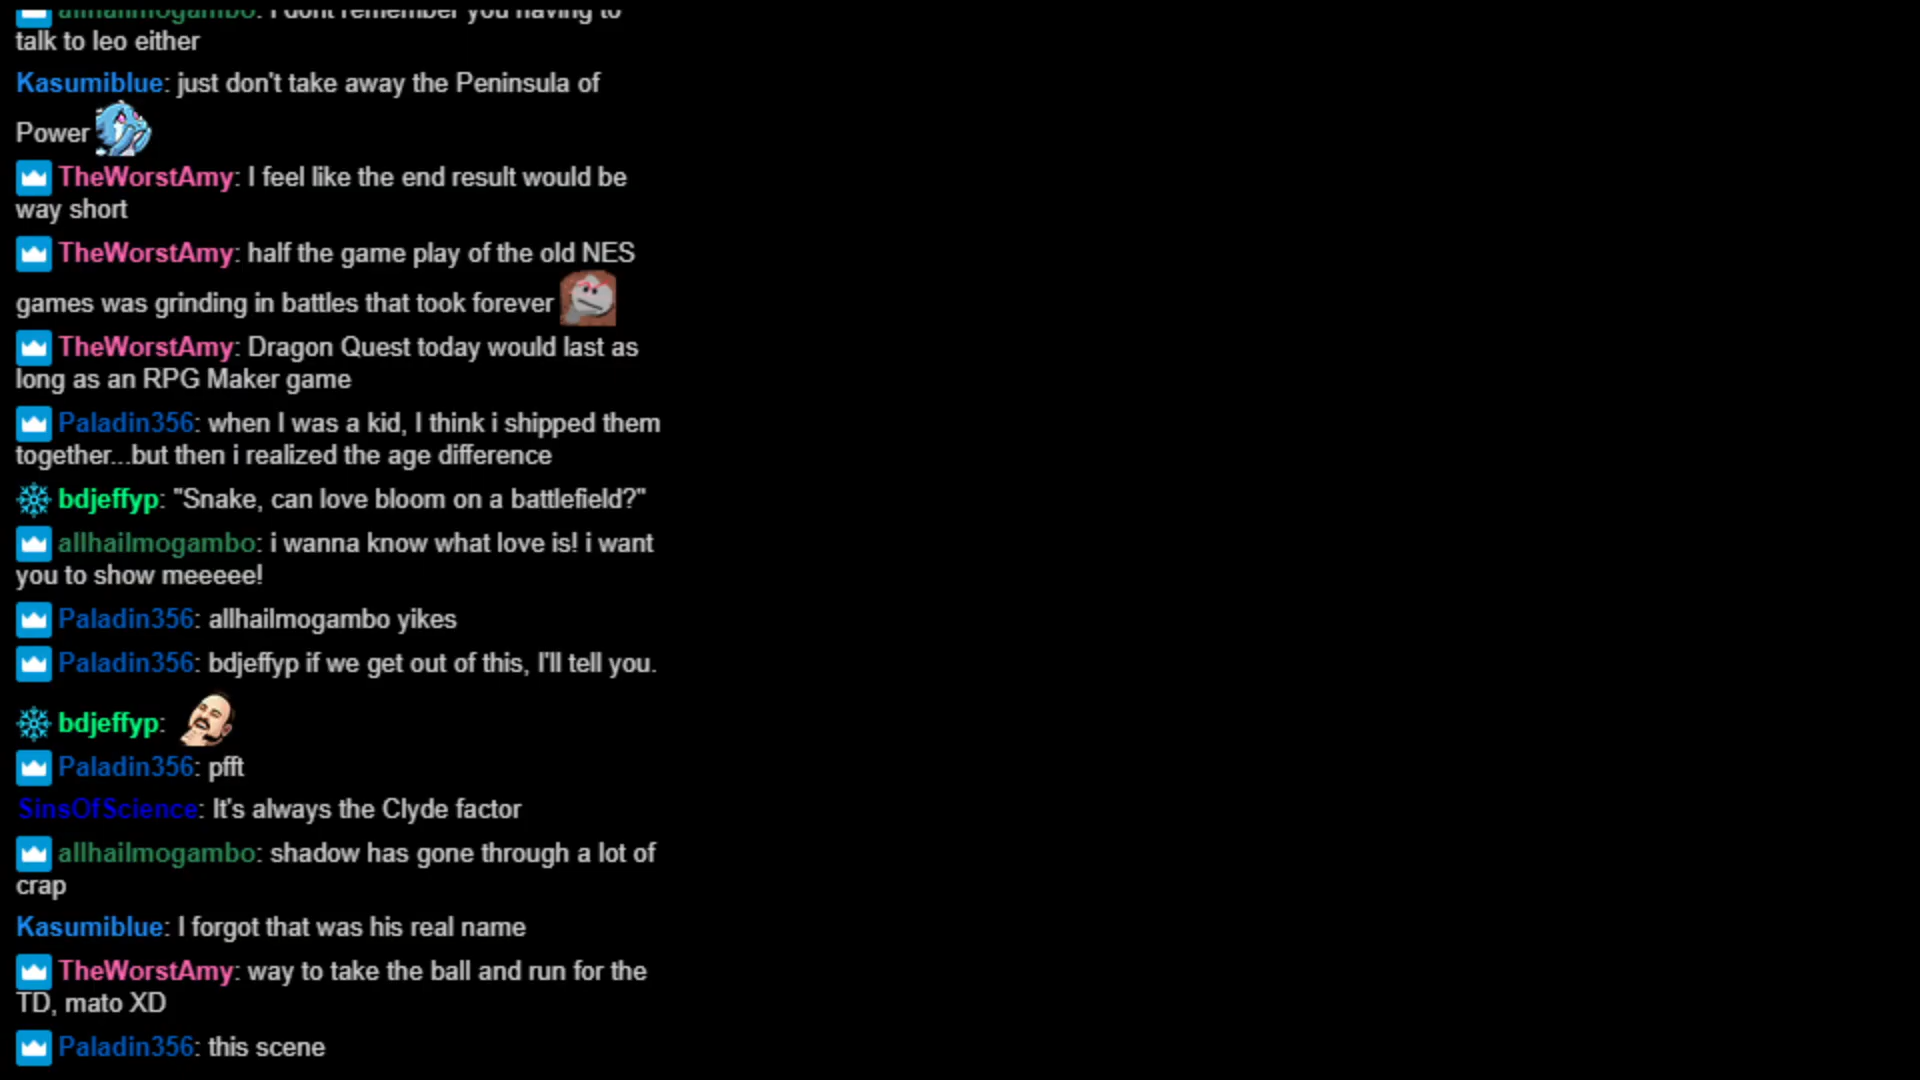 allhailmogambo: I dont remember you having to
talk to leo either
Kasumiblue: just don't take away the Peninsula of
Power
TheWorstAmy: I feel like the end result would be
way short
TheWorstAmy: half the game play of the old NES
games was grinding in battles that took forever
TheWorstAmy: Dragon Quest today would last as
long as an RPG Maker game
Paladin356: when I was a kid, I think i shipped them
together...but then i realized the age difference
bdjeffyp: "Snake, can love bloom on a battlefield?"
allhailmogambo: i wanna know what love is! i want
you to show meeeee!
Paladin356: allhailmogambo yikes
Paladin356: bdjeffyp if we get out of this, I'll tell you.
bdjeffyp:
Paladin356: pfft
SinsOfScience: It's always the Clyde factor
allhailmogambo: shadow has gone through a lot of
crap
Kasumiblue: I forgot that was his real name
TheWorstAmy: way to take the ball and run for the
TD, mato XD
Paladin356: this scene